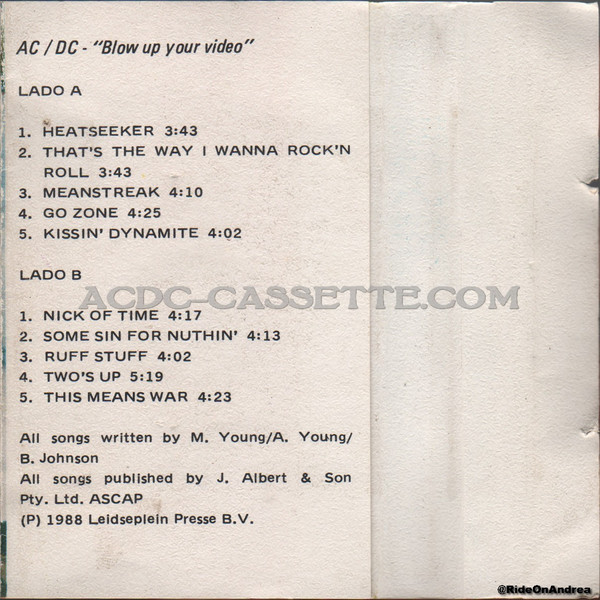 AC / DC - "Blow up your video"
LADO A
1. HEATSEEKER 3:43
2. THAT'S THE WAY I WANNA ROCK'N
ROLL 3:43
3. MEANSTREAK 4:10
4. GO ZONE 4:25
5. KISSIN' DYNAMITE 4:02
LADO B
ACDC-CASSETTE.COM
1. NICK OF TIME 4:17
2. SOME SIN FOR NUTHIN' 4:13
3. RUFF STUFF 4:02
4. TWO'S UP 5:19
5. THIS MEANS WAR 4:23
All songs written by M. Young/A. Young/
B. Johnson
All songs published by J. Albert & Son
Pty. Ltd. ASCAP
(P) 1988 Leidseplein Presse B.V.
@RideOnAndrea